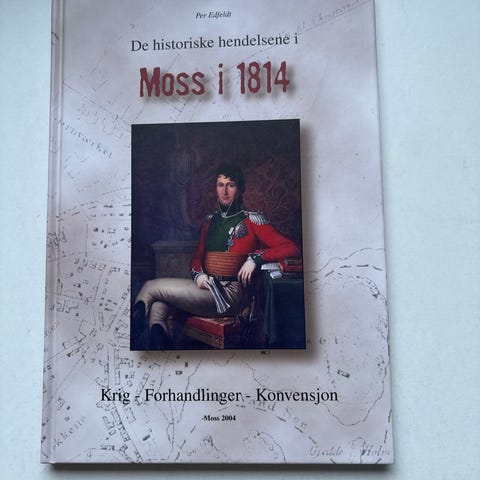 Per Edfeldt
De historiske hendelsene i
Moss i 1814
Krig - Forhandlinger - Konvensjon
Moss 2004